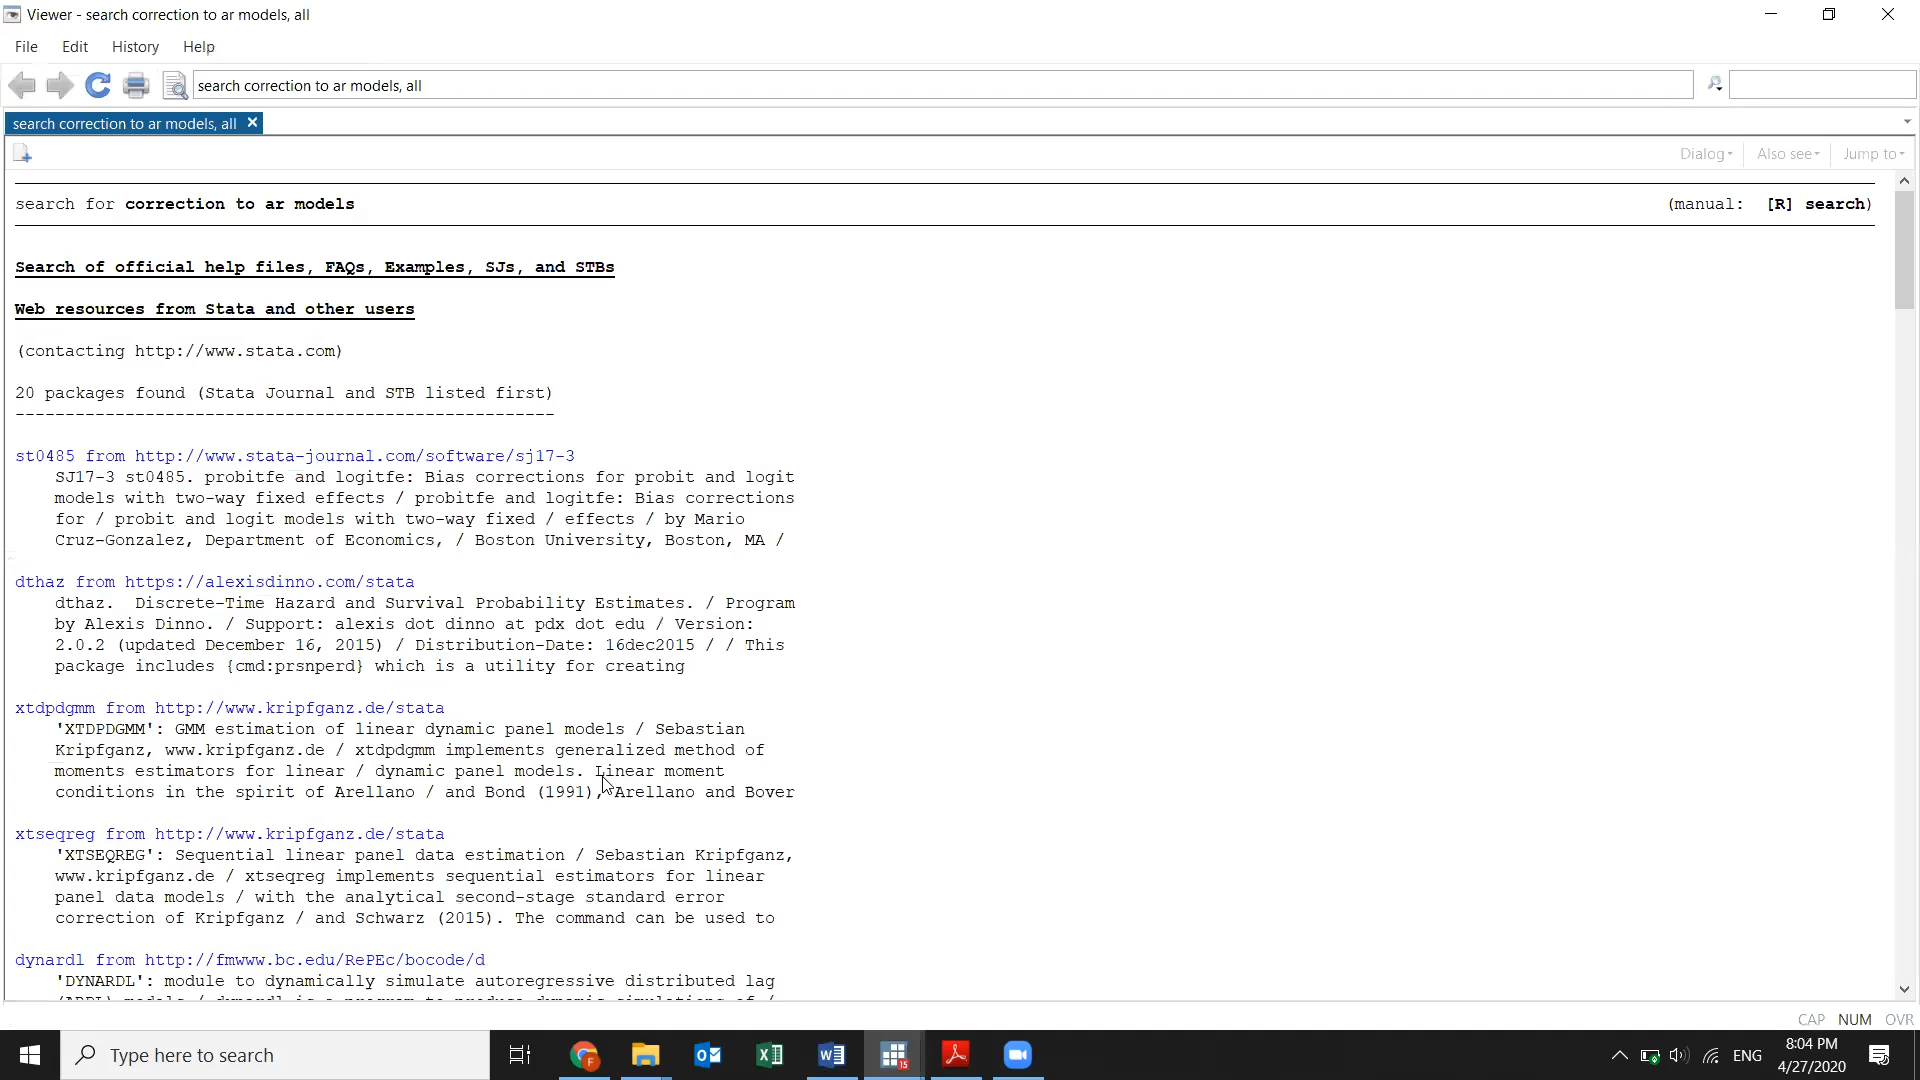 Viewer - search correction to ar models, all
File Edit History Help
search correction to ar models, all
search correction to ar models, all
Dialog Also see Jump to
search for correction to ar models (manual: [R] search)
Search of official help files, FAQs, Examples, SJs, and STBs
Web resources from Stata and other users
(contacting http://www.stata.com)
20 packages found (Stata Journal and STB listed first)
------------------------------------------------------
st0485 from http://www.stata-journal.com/software/sj17-3
SJ17-3 st0485. probitfe and logitfe: Bias corrections for probit and logit
models with two-way fixed effects / probitfe and logitfe: Bias corrections
for / probit and logit models with two-way fixed / effects / by Mario
Cruz-Gonzalez, Department of Economics, / Boston University, Boston, MA /
dthaz from https://alexisdinno.com/stata
dthaz. Discrete-Time Hazard and Survival Probability Estimates. / Program
by Alexis Dinno. / Support: alexis dot dinno at pdx dot edu / Version:
2.0.2 (updated December 16, 2015) / Distribution-Date: 16dec2015 / / This
package includes {cmd:prsnperd} which is a utility for creating
xtdpdgmm from http://www.kripfganz.de/stata
'XTDPDGMM': GMM estimation of linear dynamic panel models / Sebastian
Kripfganz, www.kripfganz.de / xtdpdgmm implements generalized method of
moments estimators for linear / dynamic panel models. Linear moment
conditions in the spirit of Arellano / and Bond (1991), Arellano and Bover
xtseqreg from http://www.kripfganz.de/stata
'XTSEQREG': Sequential linear panel data estimation / Sebastian Kripfganz,
www.kripfganz.de / xtseqreg implements sequential estimators for linear
panel data models / with the analytical second-stage standard error
correction of Kripfganz / and Schwarz (2015). The command can be used to
dynardl from http://fmwww.bc.edu/RePEc/bocode/d
'DYNARDL': module to dynamically simulate autoregressive distributed lag
(ARDL) models / dynardl is a program to produce dynamic simulations of /
CAP NUM OVR
Type here to search
15
ENG
8:04 PM
4/27/2020